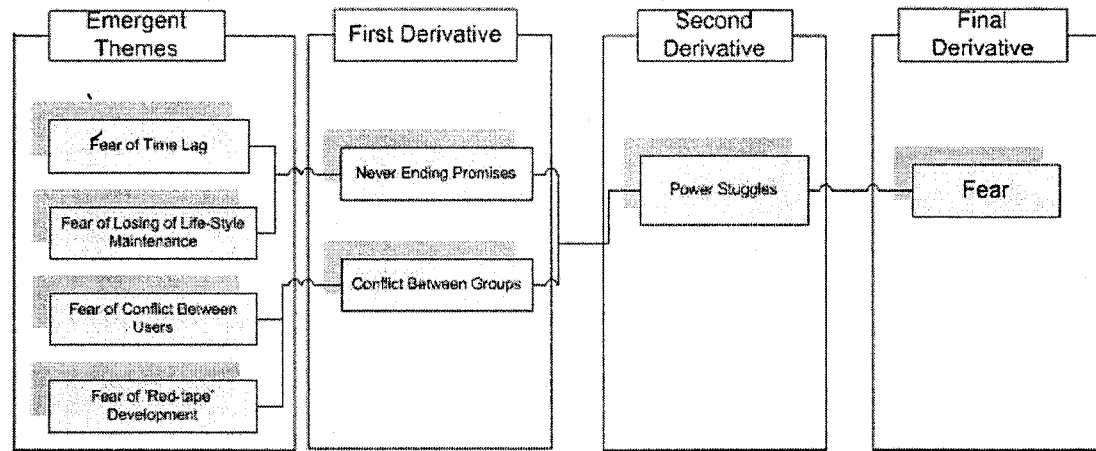 Emergent
Themes
First Derivative
Second
Derivative
Final
Derivative
Fear of Time Lag
Fear of Losing of Life-Style
Maintenance
Fear of Conflict Between
Users
Fear of 'Red-tape'
Development
Never Ending Promises
Conflict Between Groups
Power Stuggles
Fear